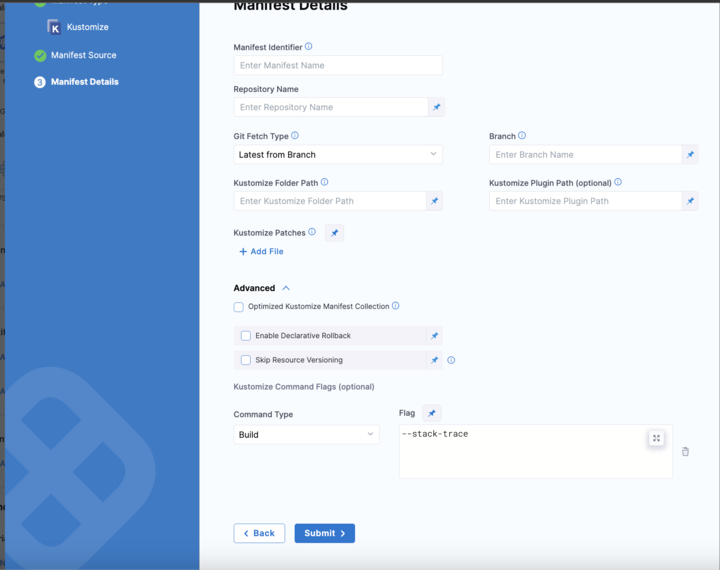 Manifest Details
Manifest Type
Kustomize
Manifest Source
3 Manifest Details
Manifest Identifier
Enter Manifest Name
Repository Name
Enter Repository Name
Git Fetch Type
Branch
Latest from Branch
Enter Branch Name
Kustomize Folder Path
Kustomize Plugin Path (optional)
Enter Kustomize Folder Path
Enter Kustomize Plugin Path
Kustomize Patches
+ Add File
Advanced
Optimized Kustomize Manifest Collection
Enable Declarative Rollback
Skip Resource Versioning
Kustomize Command Flags (optional)
Command Type
Flag
Build
--stack-trace
< Back
Submit >